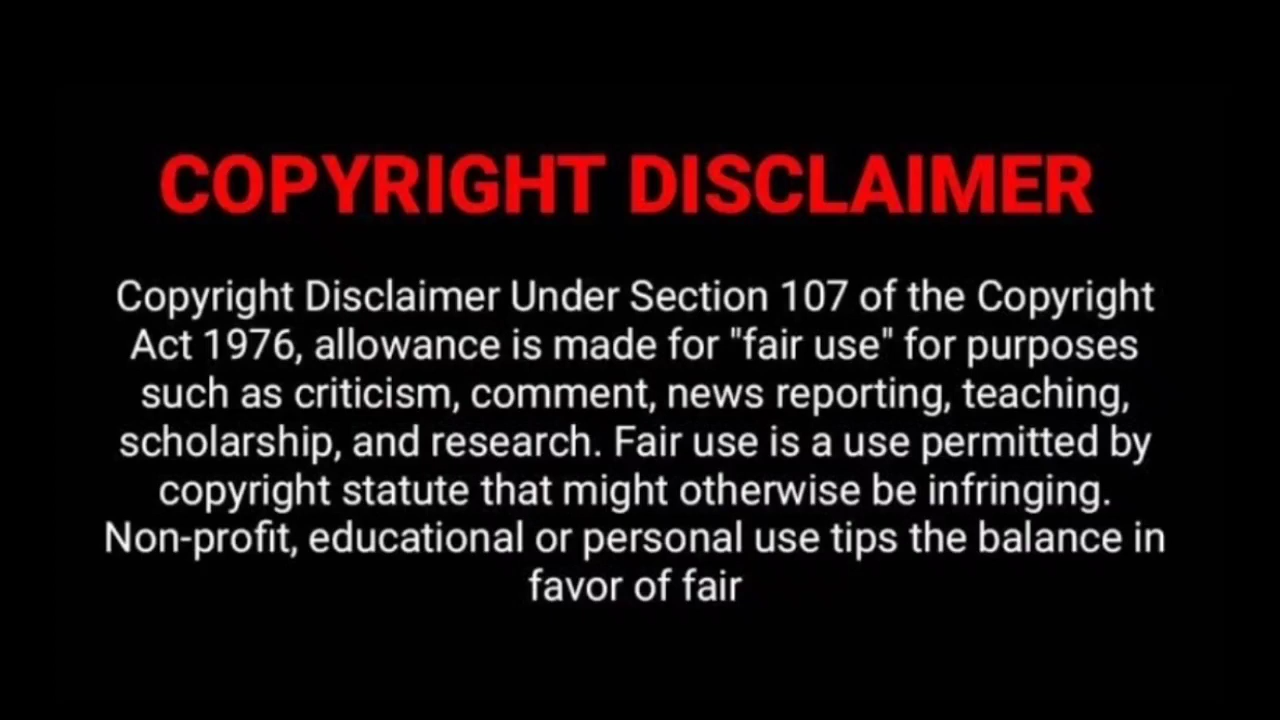 COPYRIGHT DISCLAIMER
Copyright Disclaimer Under Section 107 of the Copyright
Act 1976, allowance is made for "fair use" for purposes
such as criticism, comment, news reporting, teaching,
scholarship, and research. Fair use is a use permitted by
copyright statute that might otherwise be infringing.
Non-profit, educational or personal use tips the balance in
favor of fair